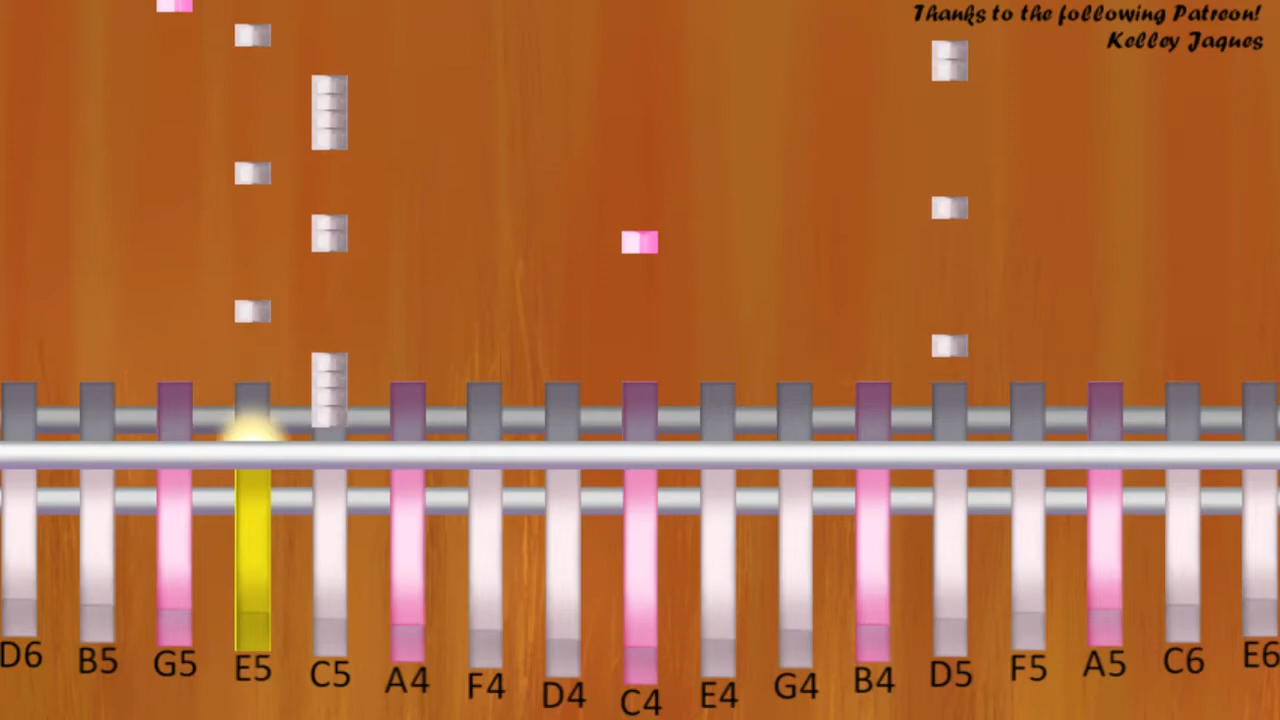 Thanks to the following Patreon!
Kelley Jaques
D6 B5 G5 E5 C5 A4 F4 D4 C4 E4 G4 B4 D5 F5 A5 C6 E6